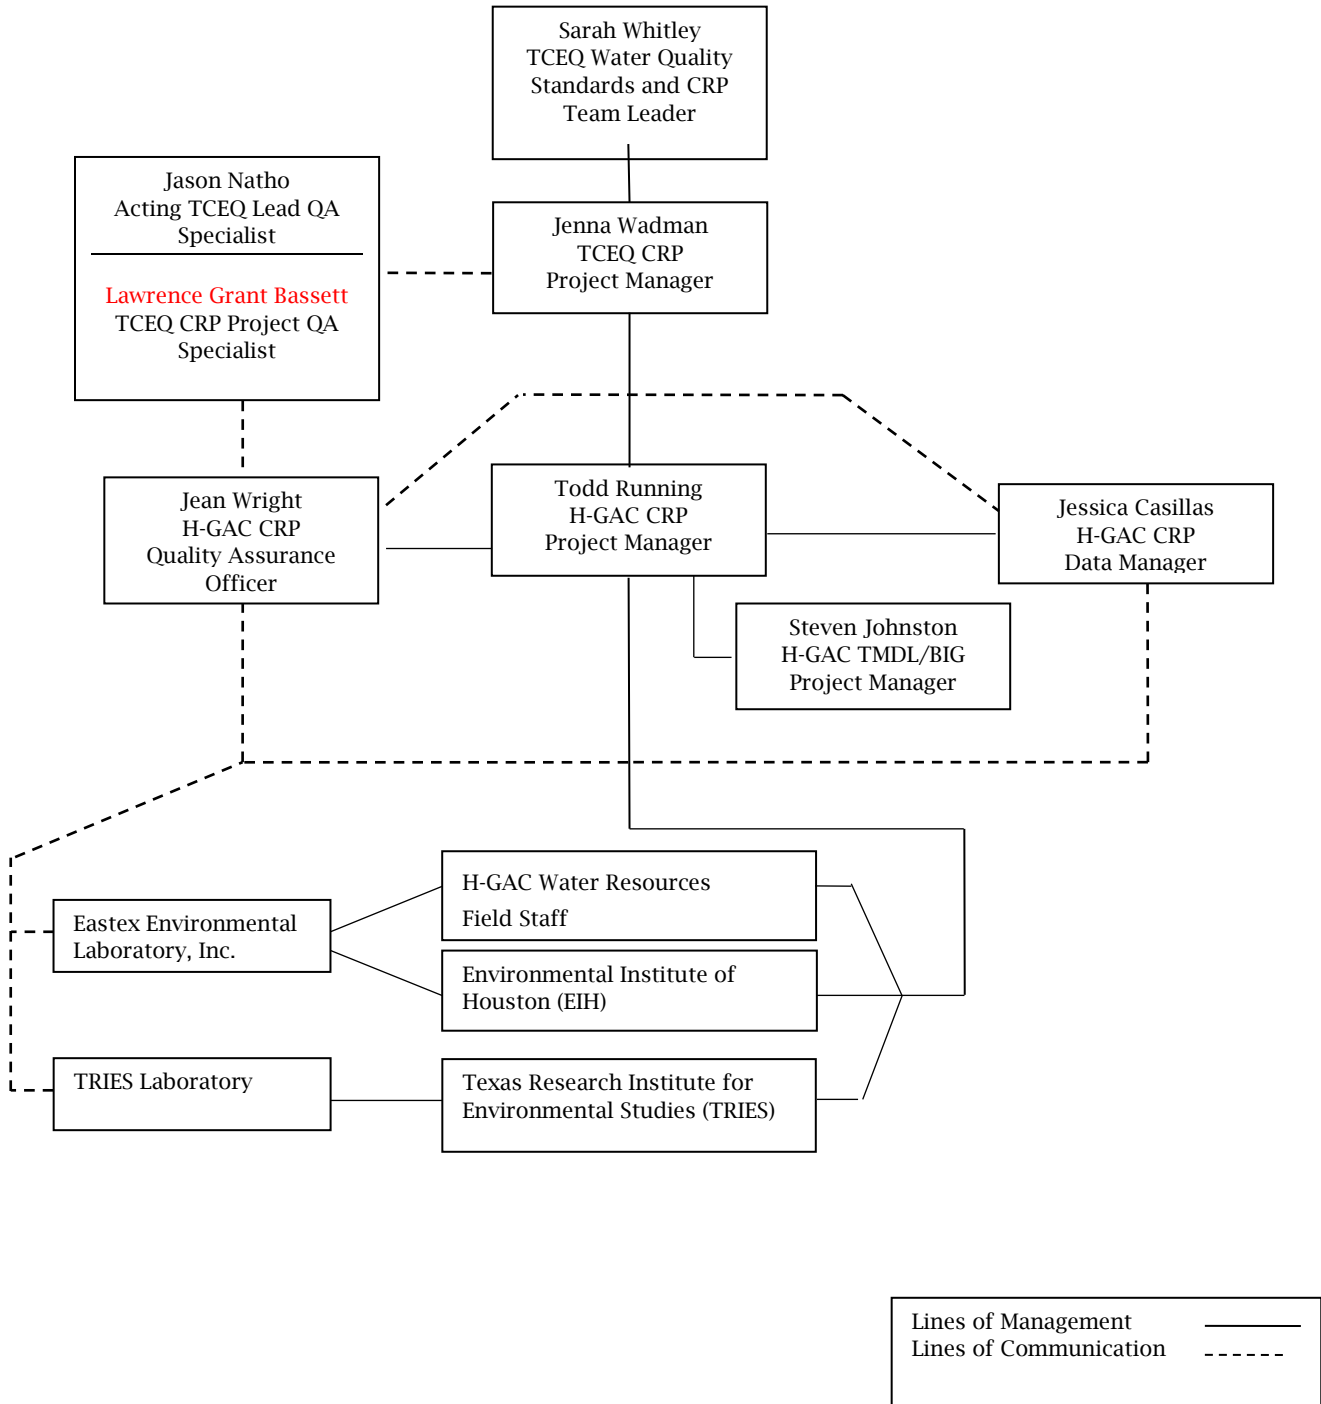 Sarah Whitley
TCEQ Water Quality
Standards and CRP
Team Leader
Jason Natho
Acting TCEQ Lead QA
Specialist
Lawrence Grant Bassett
TCEQ CRP Project QA
Specialist
Jenna Wadman
TCEQ CRP
Project Manager
Jean Wright
H-GAC CRP
Quality Assurance
Officer
Todd Running
H-GAC CRP
Project Manager
Jessica Casillas
H-GAC CRP
Data Manager
Steven Johnston
H-GAC TMDL/BIG
Project Manager
H-GAC Water Resources
Field Staff
Eastex Environmental
Laboratory, Inc.
Environmental Institute of
Houston (EIH)
TRIES Laboratory
Texas Research Institute for
Environmental Studies (TRIES)
Lines of Management
Lines of Communication